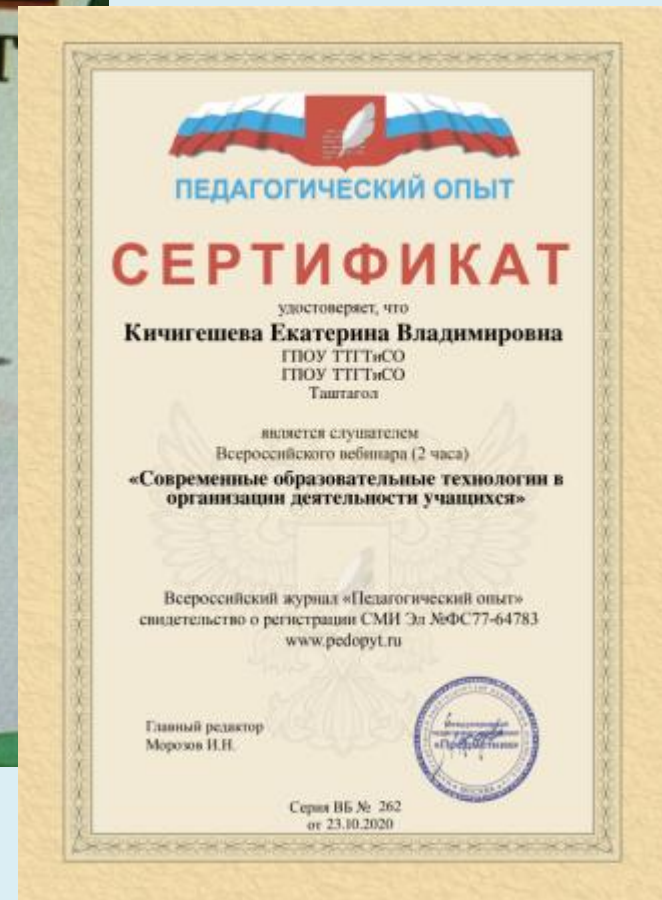 Т
ПЕДАГОГИЧЕСКИЙ ОПЫТ
СЕРТИФИКАТ
удостоверяет, что
Кичигешева Екатерина Владимировна
ГПОУ ТТГТиСО
ГПОУ ТТГТиСО
Таштагол
является слушателем
Всероссийского вебинара (2 часа)
«Современные образовательные технологии в
организации деятельности учащихся»
Всероссийский журнал «Педагогический опыт»
свидетельство о регистрации СМИ Эл №ФС77-64783
www.pedopyt.ru
Главный редактор
Морозов И.Н.
МОСКВА
Серия ВБ № 262
от 23.10.2020